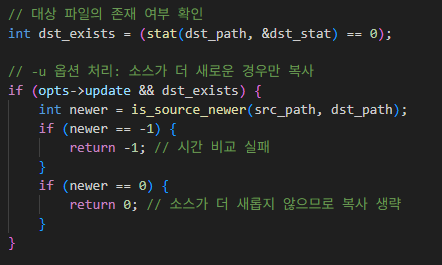 // 대상 파일의 존재 여부 확인
int dst_exists = (stat(dst_path, &dst_stat) == 0);

// -u 옵션 처리: 소스가 더 새로운 경우만 복사
if (opts->update && dst_exists) {
    int newer = is_source_newer(src_path, dst_path);
    if (newer == -1) {
        return -1; // 시간 비교 실패
    }
    if (newer == 0) {
        return 0; // 소스가 더 새롭지 않으므로 복사 생략
    }
}